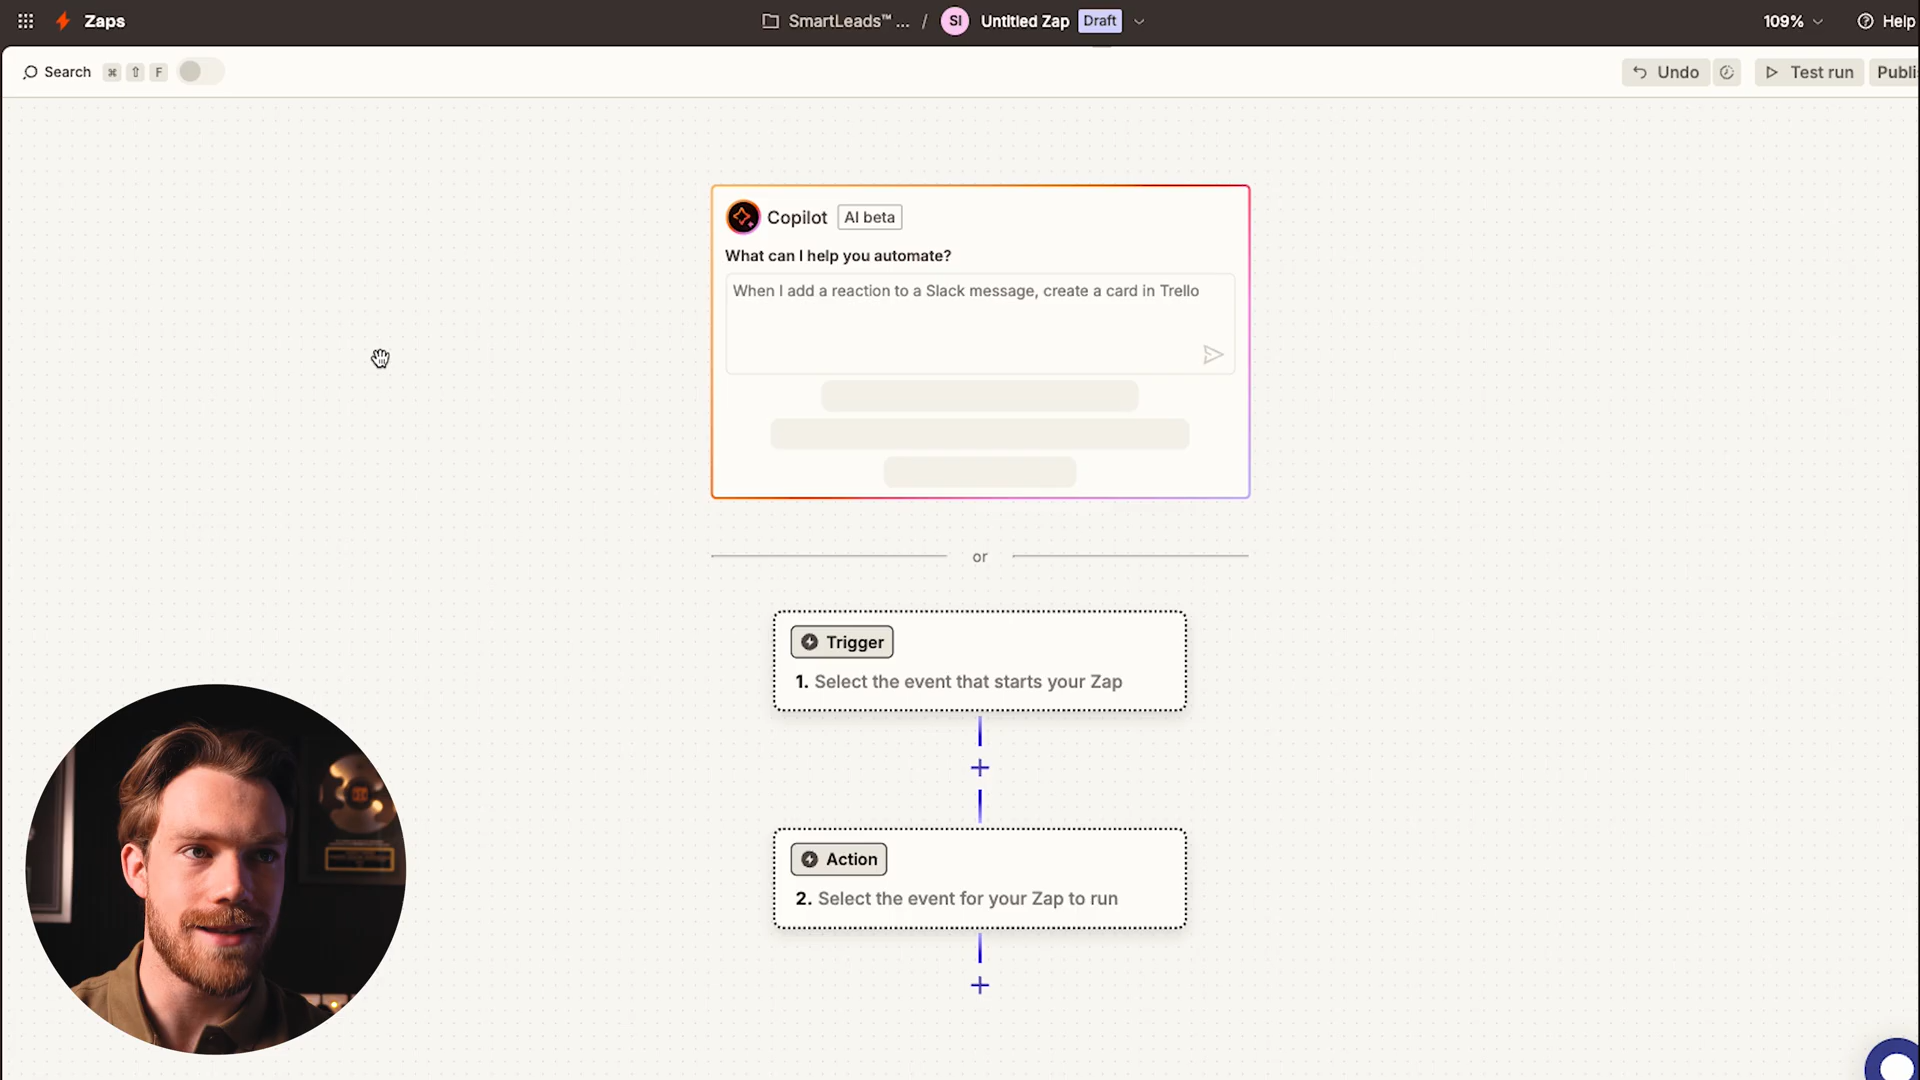 Zaps
SmartLeads™ ... / SI Untitled Zap Draft
109%
Help
Search ⌘ ⇧ F
Undo
Test run
Publi
Copilot AI beta
What can I help you automate?
When I add a reaction to a Slack message, create a card in Trello
or
Trigger
1. Select the event that starts your Zap
Action
2. Select the event for your Zap to run